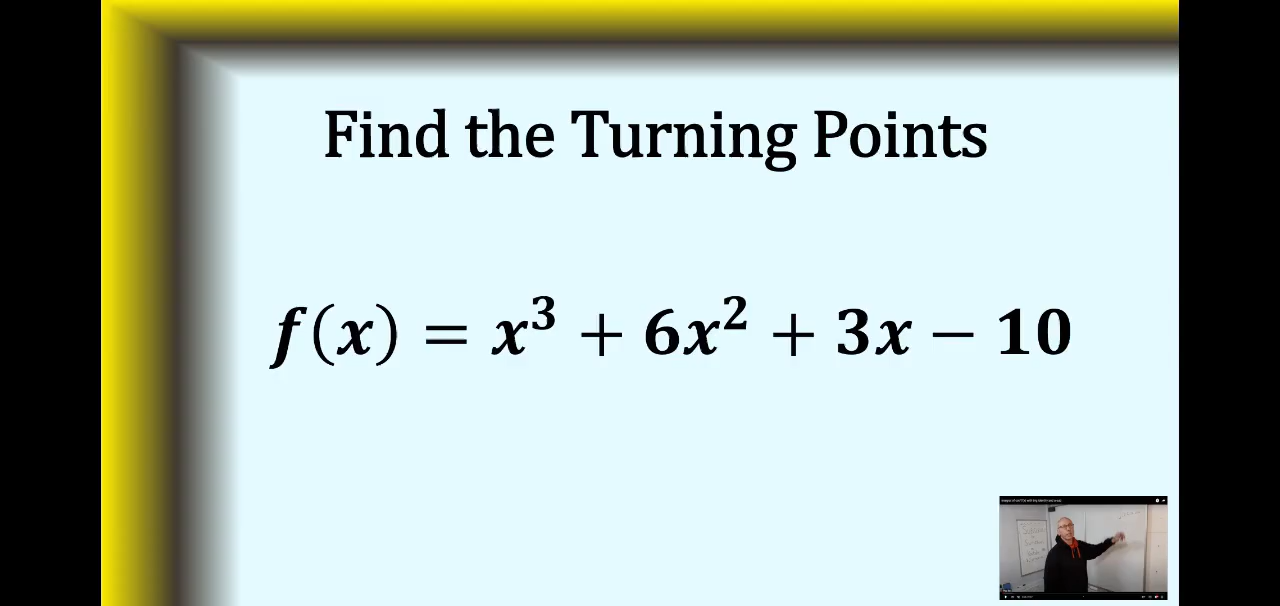 Find the Turning Points
f(x) = x³ + 6x² + 3x − 10